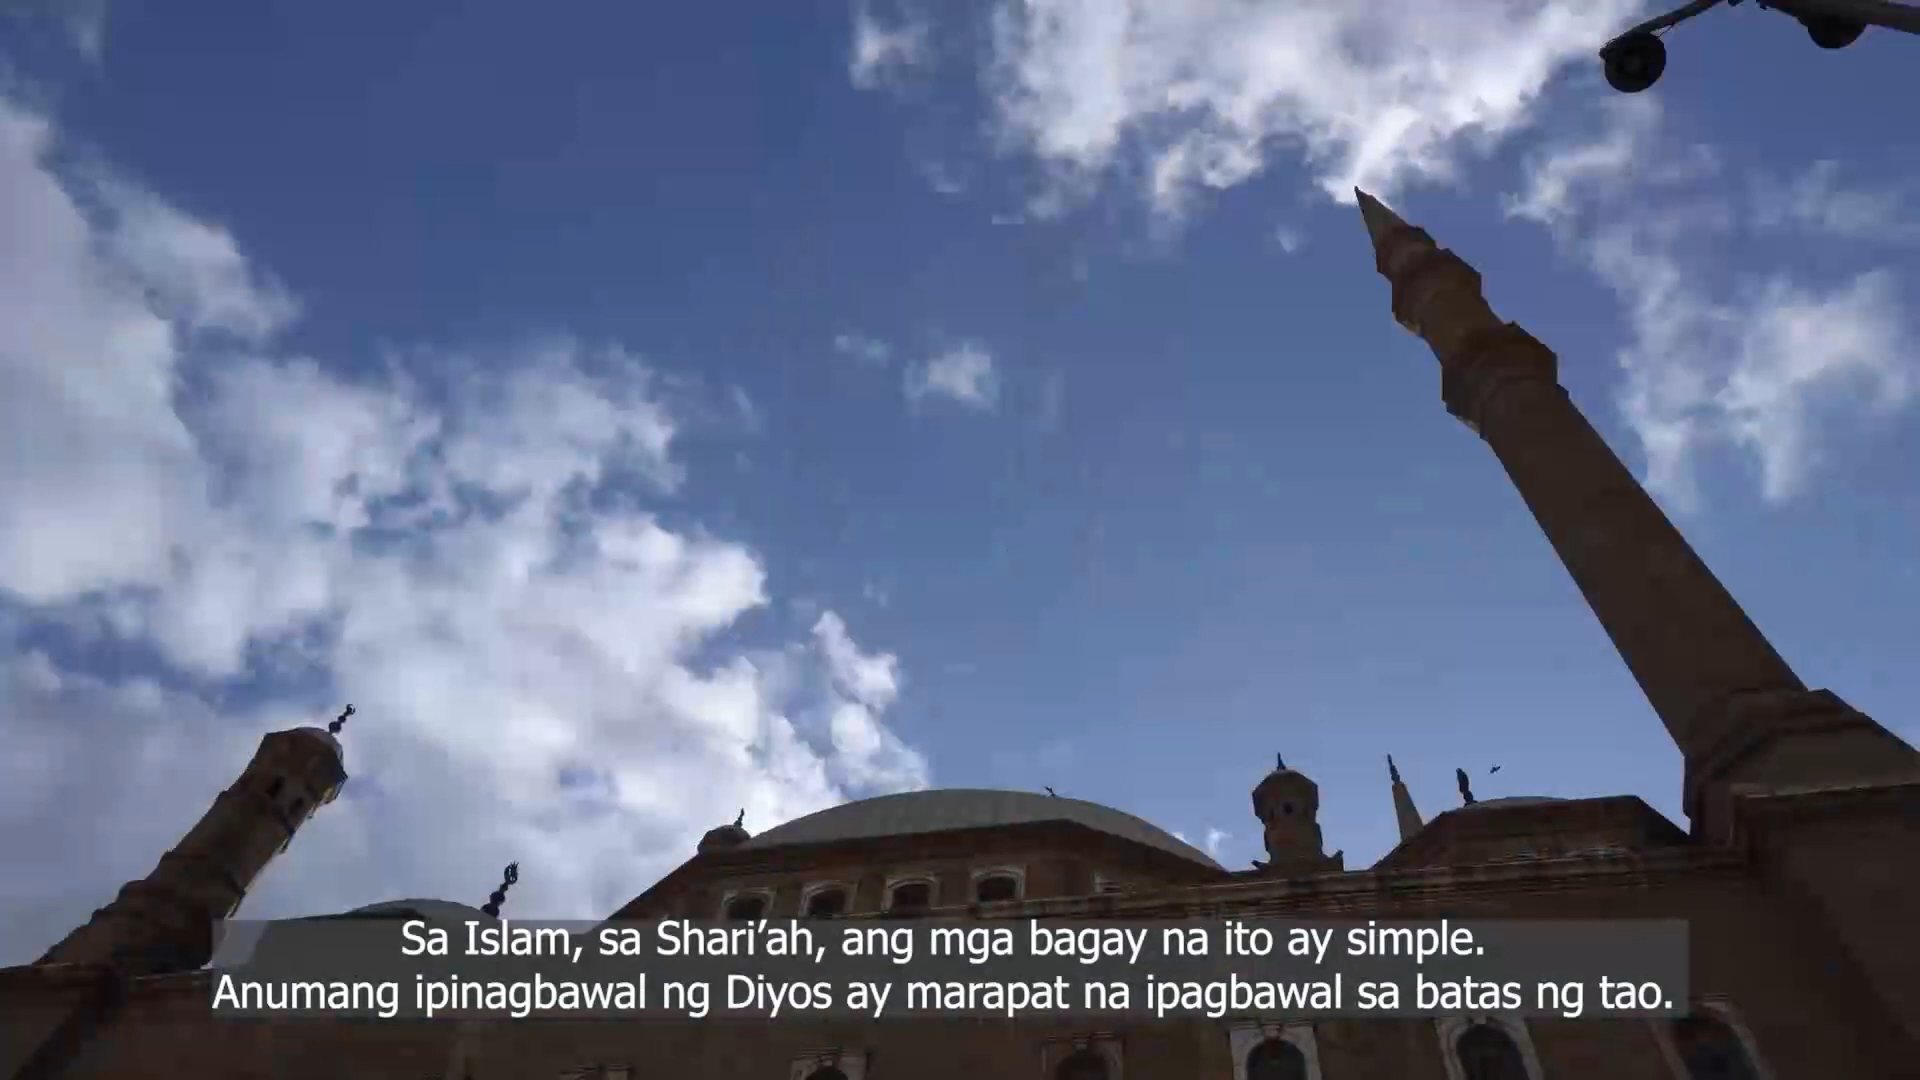 Sa Islam, sa Shari’ah, ang mga bagay na ito ay simple.
Anumang ipinagbawal ng Diyos ay marapat na ipagbawal sa batas ng tao.